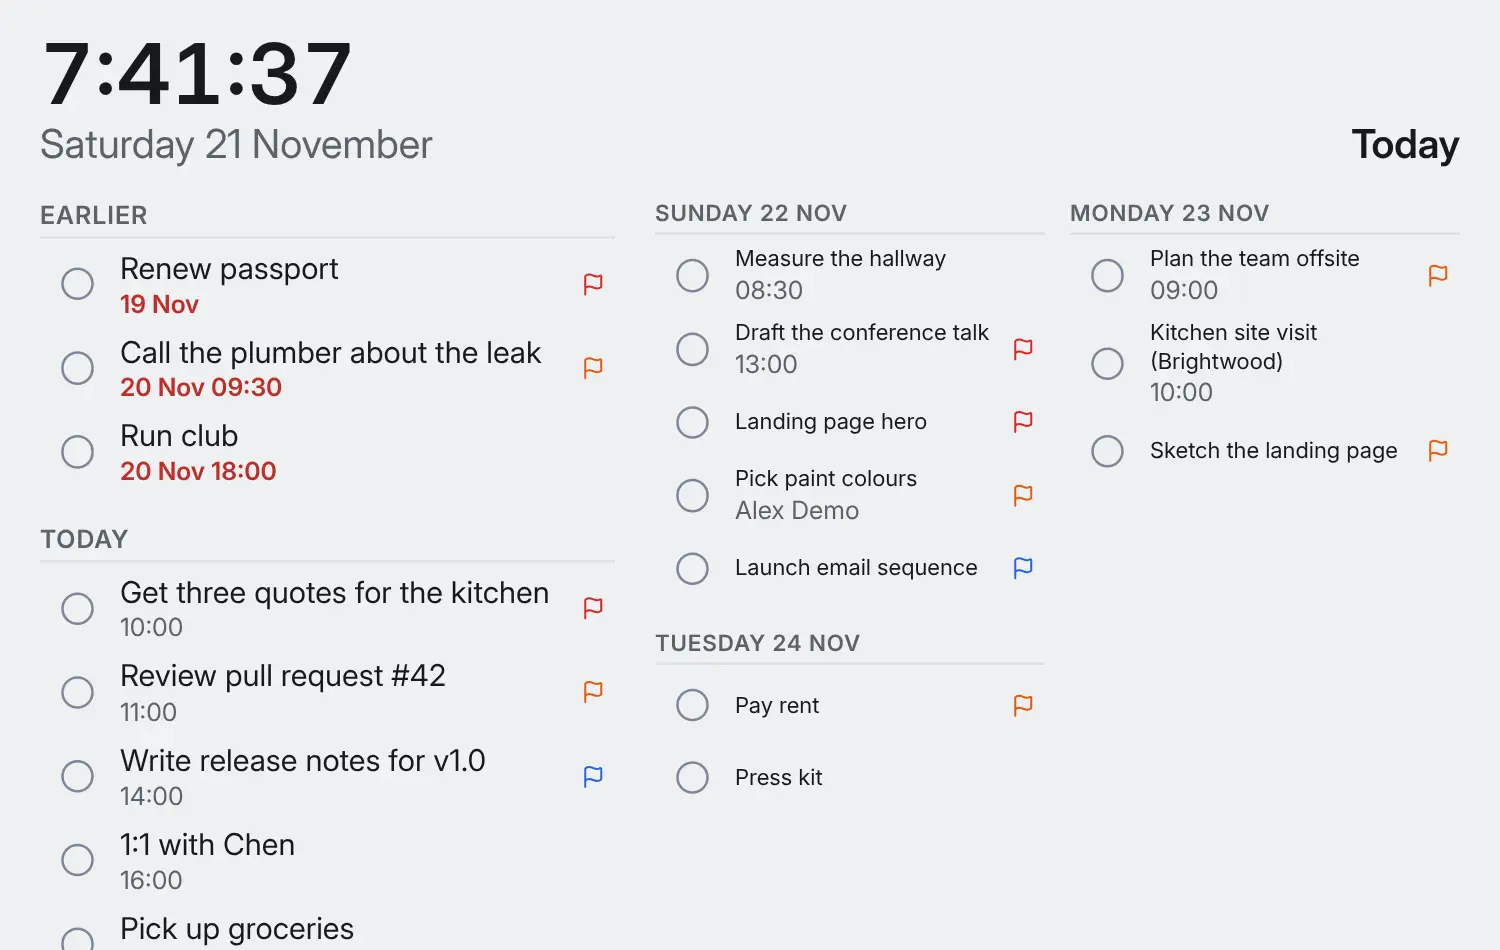 7:41:37
Saturday 21 November
Today
EARLIER
Renew passport
19 Nov
Call the plumber about the leak
20 Nov 09:30
Run club
20 Nov 18:00
TODAY
Get three quotes for the kitchen
10:00
Review pull request #42
11:00
Write release notes for v1.0
14:00
1:1 with Chen
16:00
Pick up groceries
SUNDAY 22 NOV
Measure the hallway
08:30
Draft the conference talk
13:00
Landing page hero
Pick paint colours
Alex Demo
Launch email sequence
TUESDAY 24 NOV
Pay rent
Press kit
MONDAY 23 NOV
Plan the team offsite
09:00
Kitchen site visit
(Brightwood)
10:00
Sketch the landing page